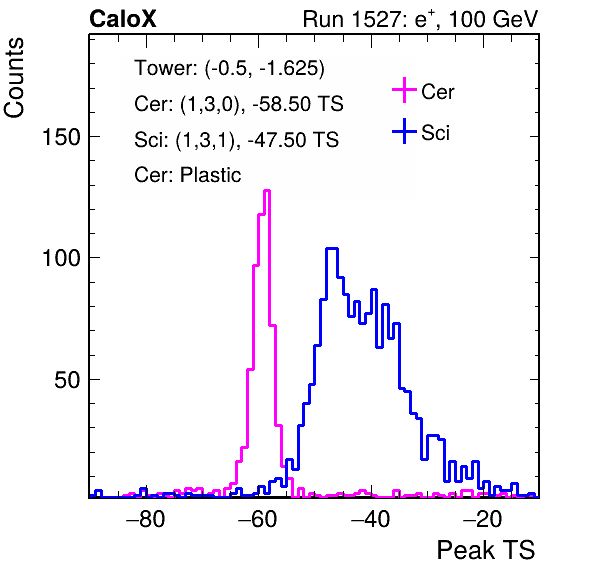 CaloX Run 1527: e⁺, 100 GeV
Counts
Tower: (-0.5, -1.625)
Cer: (1,3,0), -58.50 TS
Sci: (1,3,1), -47.50 TS
Cer: Plastic
Cer
Sci
150
100
50
−80 −60 −40 −20
Peak TS